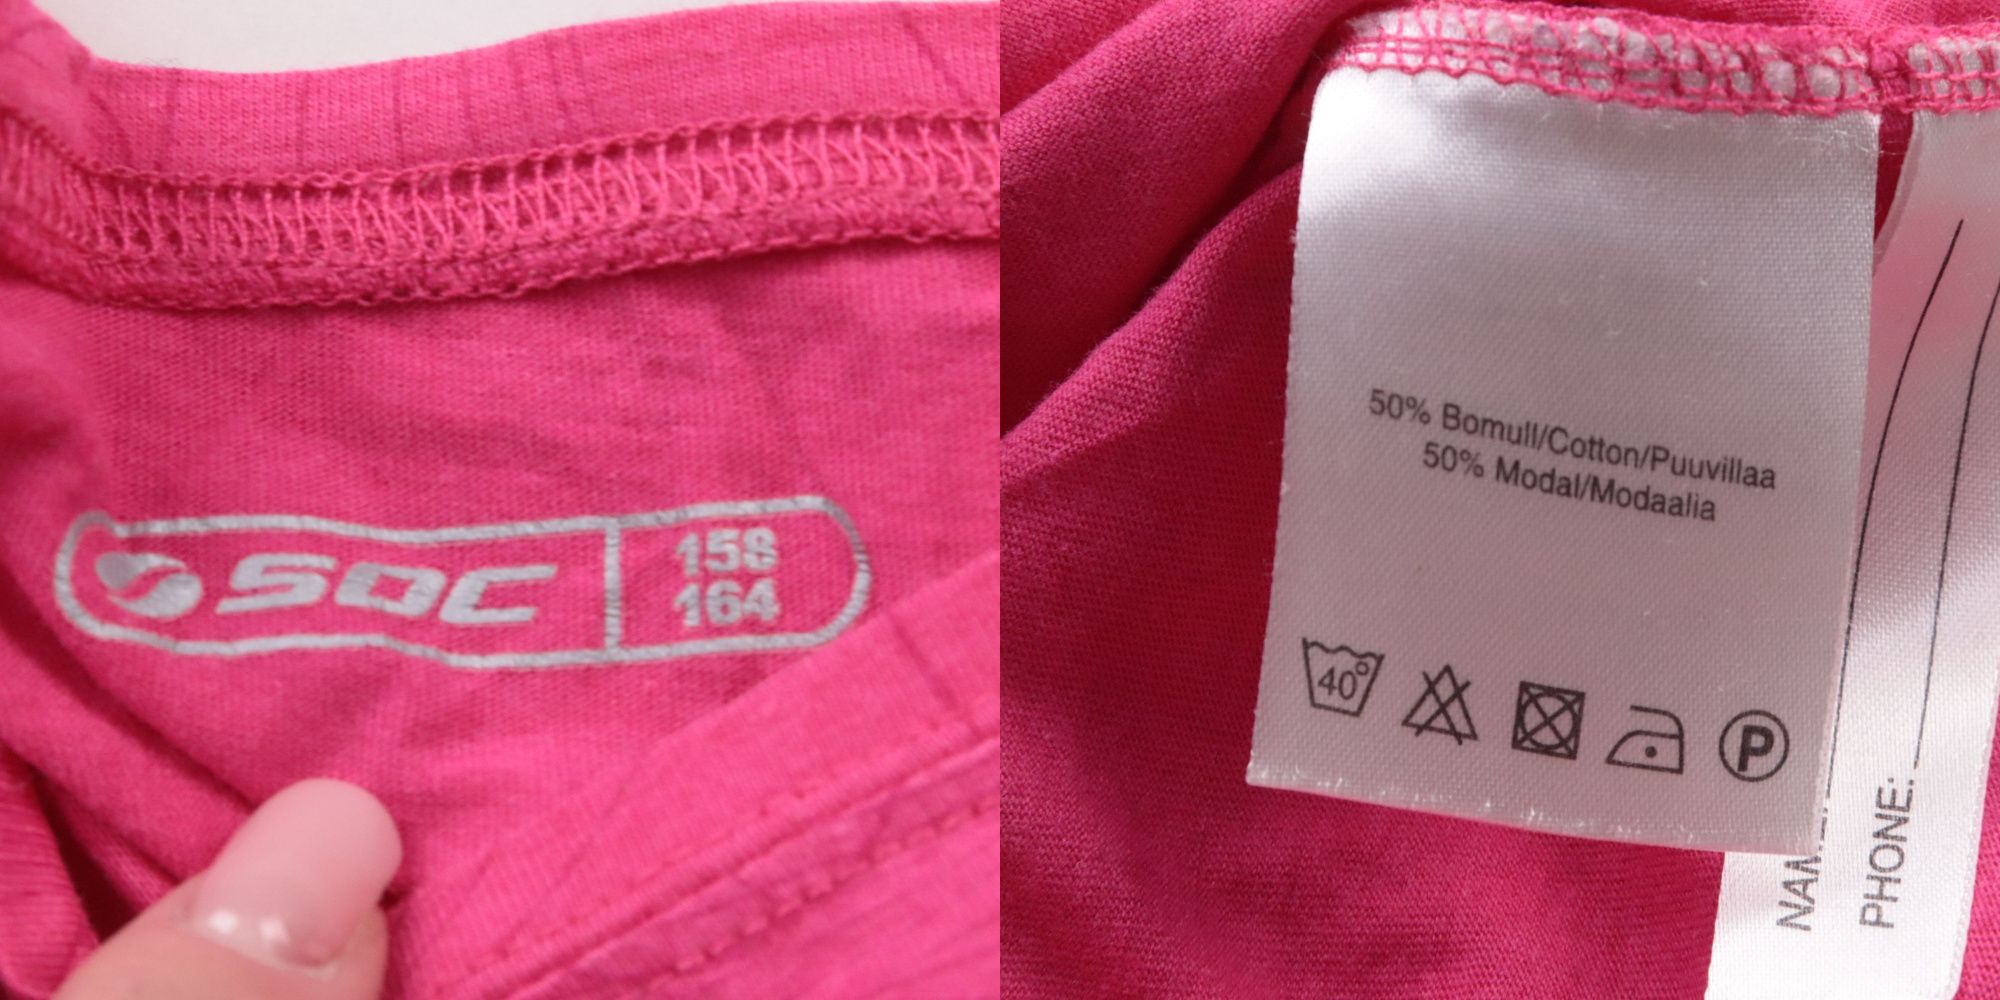 SOC
158
164
50% Bomull/Cotton/Puuvillaa
50% Modal/Modaalia
40°
P
PHONE: